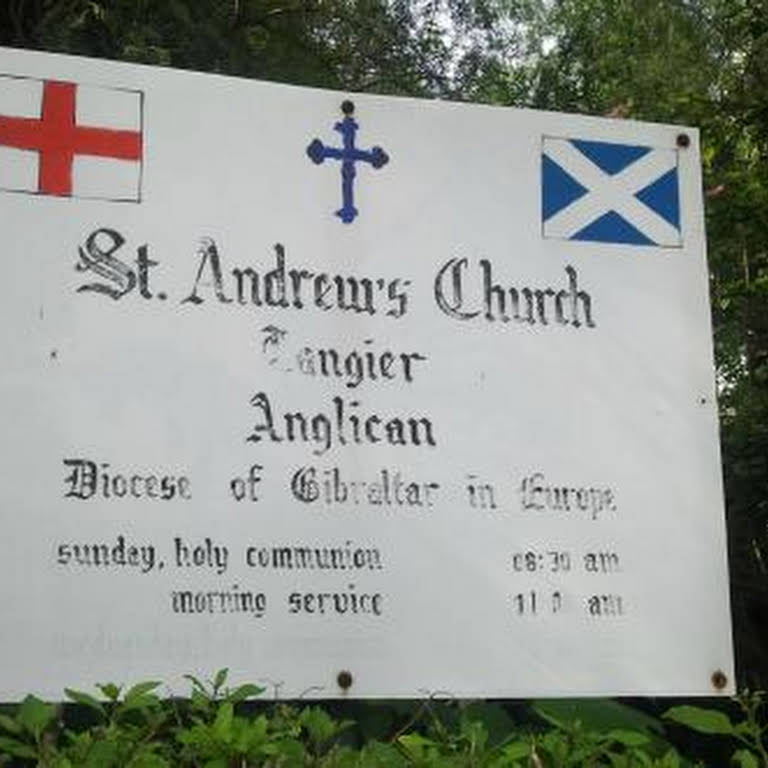 St. Andrew's Church
Tangier
Anglican
Diocese of Gibraltar in Europe
sunday, holy communion 08:30 am
morning service am